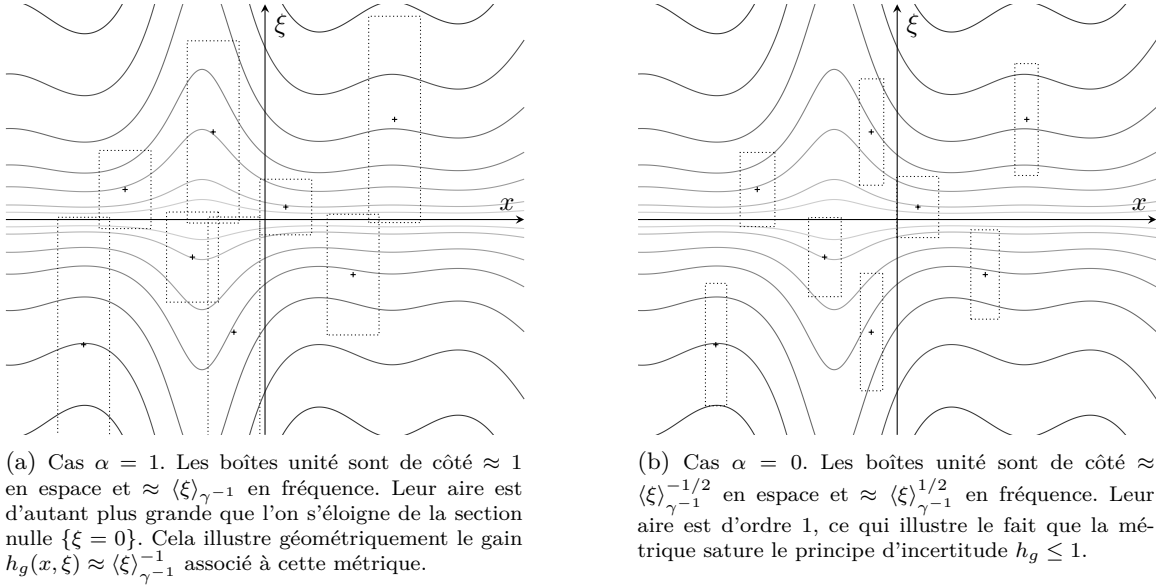 ξ
x
ξ
x
(a) Cas α = 1. Les boîtes unité sont de côté ≈ 1
en espace et ≈ ⟨ξ⟩_{γ^{-1}} en fréquence. Leur aire est
d'autant plus grande que l'on s'éloigne de la section
nulle {ξ = 0}. Cela illustre géométriquement le gain
h_g(x, ξ) ≈ ⟨ξ⟩_{γ^{-1}}^{-1} associé à cette métrique.
(b) Cas α = 0. Les boîtes unité sont de côté ≈
⟨ξ⟩_{γ^{-1}}^{-1/2} en espace et ≈ ⟨ξ⟩_{γ^{-1}}^{1/2} en fréquence. Leur
aire est d'ordre 1, ce qui illustre le fait que la mé-
trique sature le principe d'incertitude h_g ≤ 1.